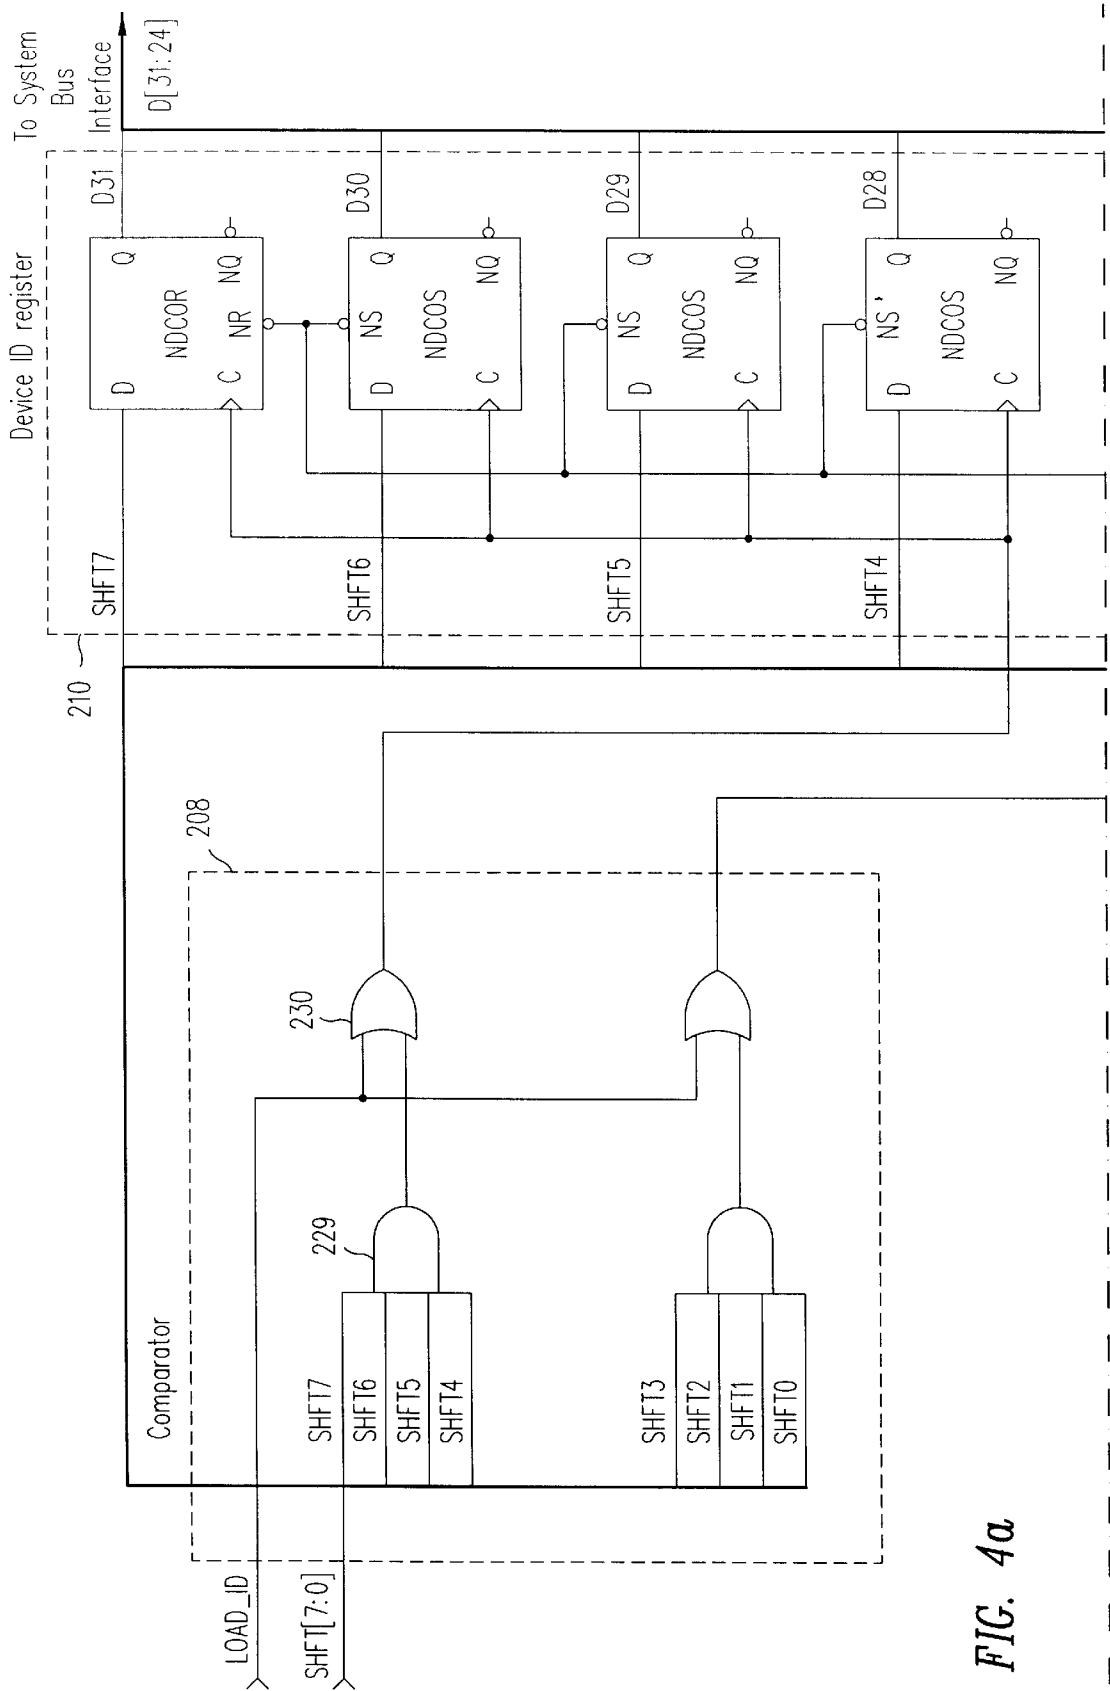 To System
Bus
Interface
D[31:24]
Device ID register
210
SHFT7
D
Q
NDCOR
C
NR
NQ
D31
SHFT6
D
NS
Q
NDCOS
C
NQ
D30
SHFT5
D
NS
Q
NDCOS
C
NQ
D29
SHFT4
D
NS'
Q
NDCOS
C
NQ
D28
208
Comparator
LOAD_ID
SHFT[7:0]
SHFT7
SHFT6
SHFT5
SHFT4
229
230
SHFT3
SHFT2
SHFT1
SHFT0
FIG. 4a